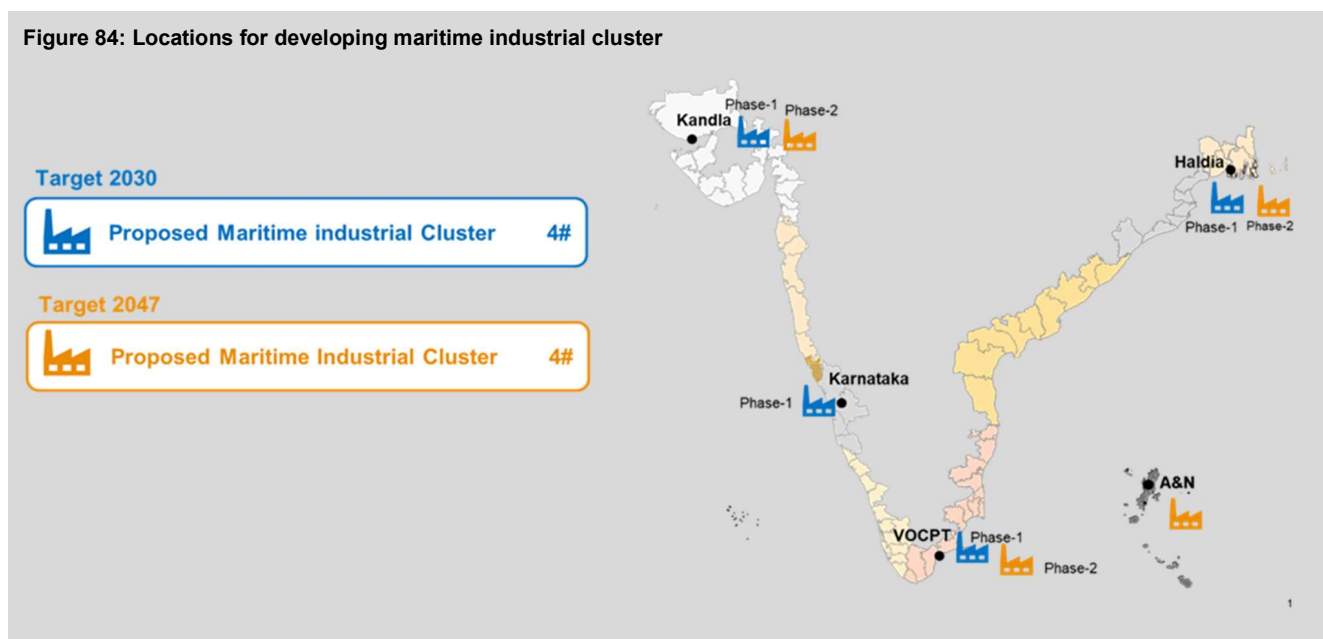 Figure 84: Locations for developing maritime industrial cluster
Target 2030
Proposed Maritime industrial Cluster 4#
Target 2047
Proposed Maritime Industrial Cluster 4#
Phase-1
Phase-2
Kandla
Haldia
Phase-1 Phase-2
Karnataka
Phase-1
A&N
VOCPT
Phase-1
Phase-2
1